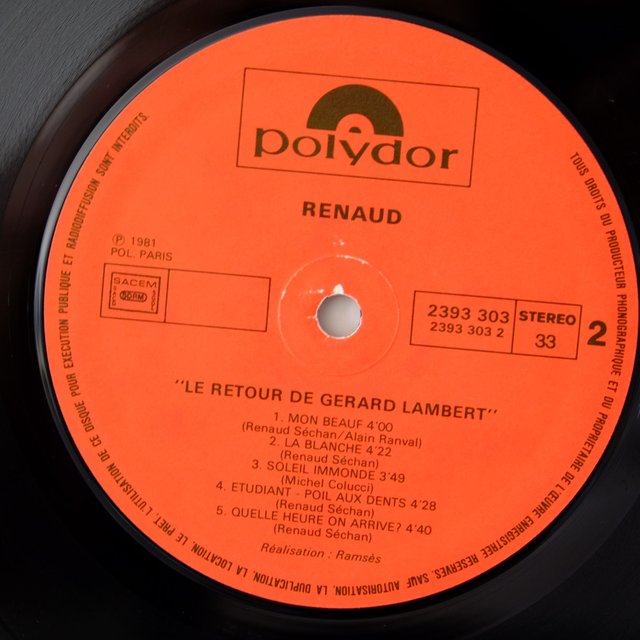 polydor
RENAUD
℗ 1981
POL. PARIS
SACEM
SDRM
2393 303
2393 303 2
STEREO
33
2
"LE RETOUR DE GERARD LAMBERT"
1. MON BEAUF 4'00
(Renaud Séchan/Alain Ranval)
2. LA BLANCHE 4'22
(Renaud Séchan)
3. SOLEIL IMMONDE 3'49
(Michel Colucci)
4. ETUDIANT - POIL AUX DENTS 4'28
(Renaud Séchan)
5. QUELLE HEURE ON ARRIVE? 4'40
(Renaud Séchan)
Réalisation : Ramsès
TOUS DROITS DU PRODUCTEUR PHONOGRAPHIQUE ET DU PROPRIETAIRE DE L'ŒUVRE ENREGISTREE RESERVES. SAUF AUTORISATION, LA DUPLICATION, LA LOCATION, LE PRET, L'UTILISATION DE CE DISQUE POUR EXECUTION PUBLIQUE ET RADIODIFFUSION SONT INTERDITS.